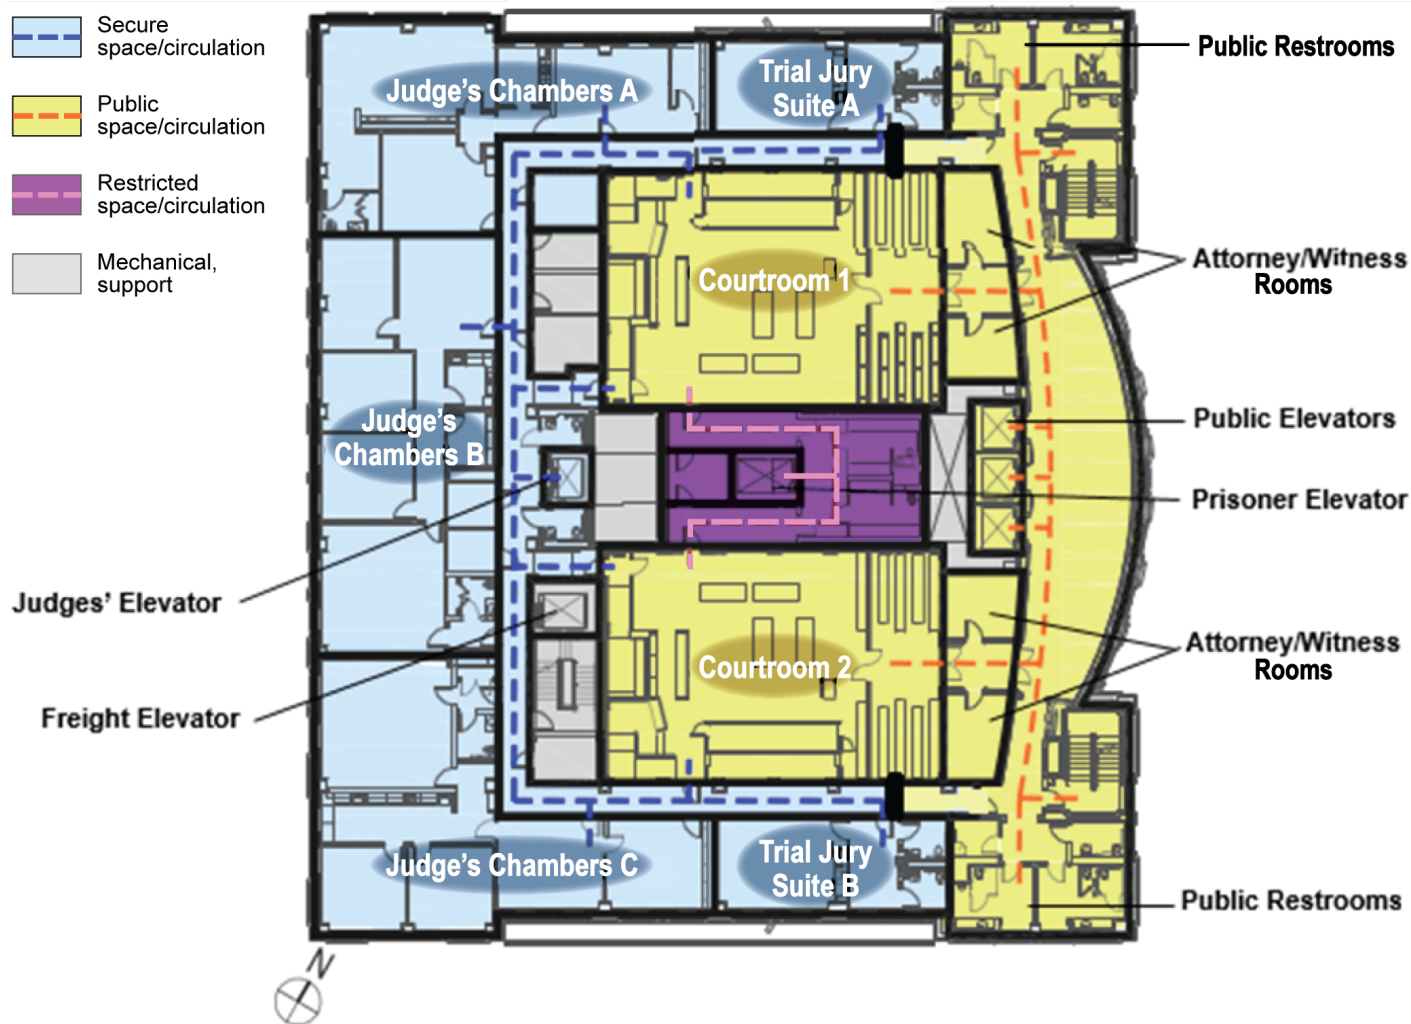 Secure
space/circulation
Public
space/circulation
Restricted
space/circulation
Mechanical,
support
Judge's Chambers A
Trial Jury
Suite A
Public Restrooms
Courtroom 1
Attorney/Witness
Rooms
Judge's
Chambers B
Public Elevators
Prisoner Elevator
Judges' Elevator
Courtroom 2
Attorney/Witness
Rooms
Freight Elevator
Judge's Chambers C
Trial Jury
Suite B
Public Restrooms
N